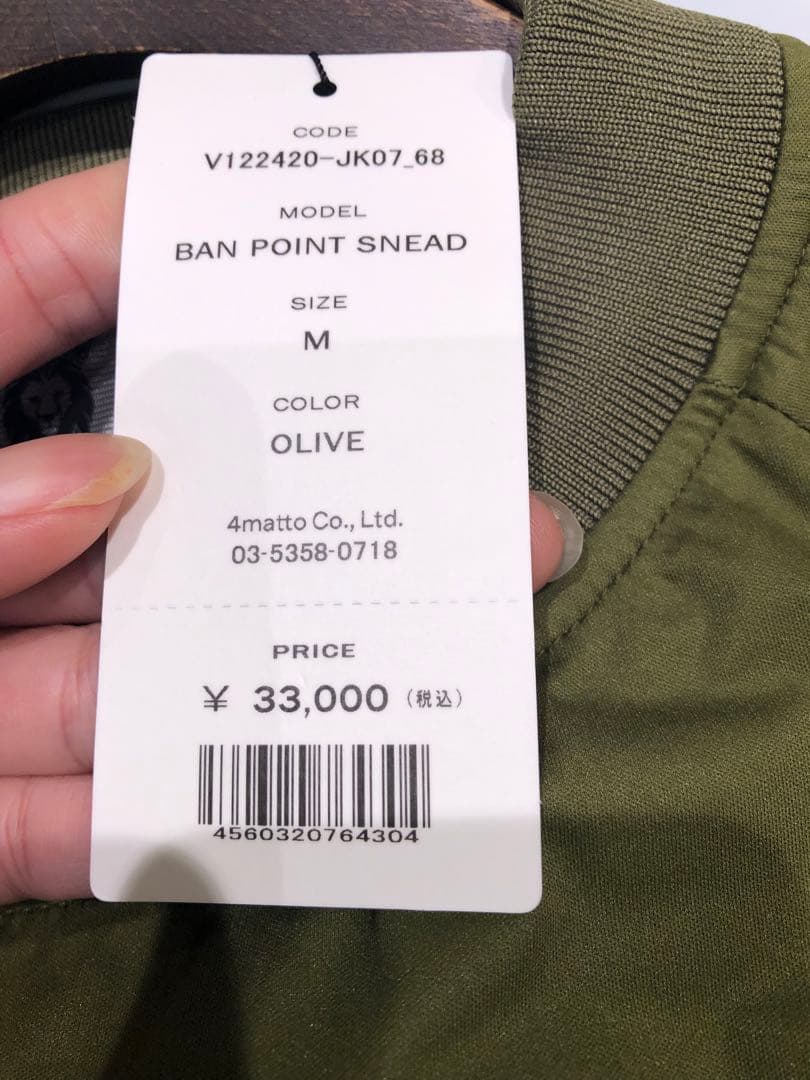 CODE
V122420-JK07_68
MODEL
BAN POINT SNEAD
SIZE
M
COLOR
OLIVE
4matto Co., Ltd.
03-5358-0718
PRICE
¥ 33,000 (税込)
4560320764304